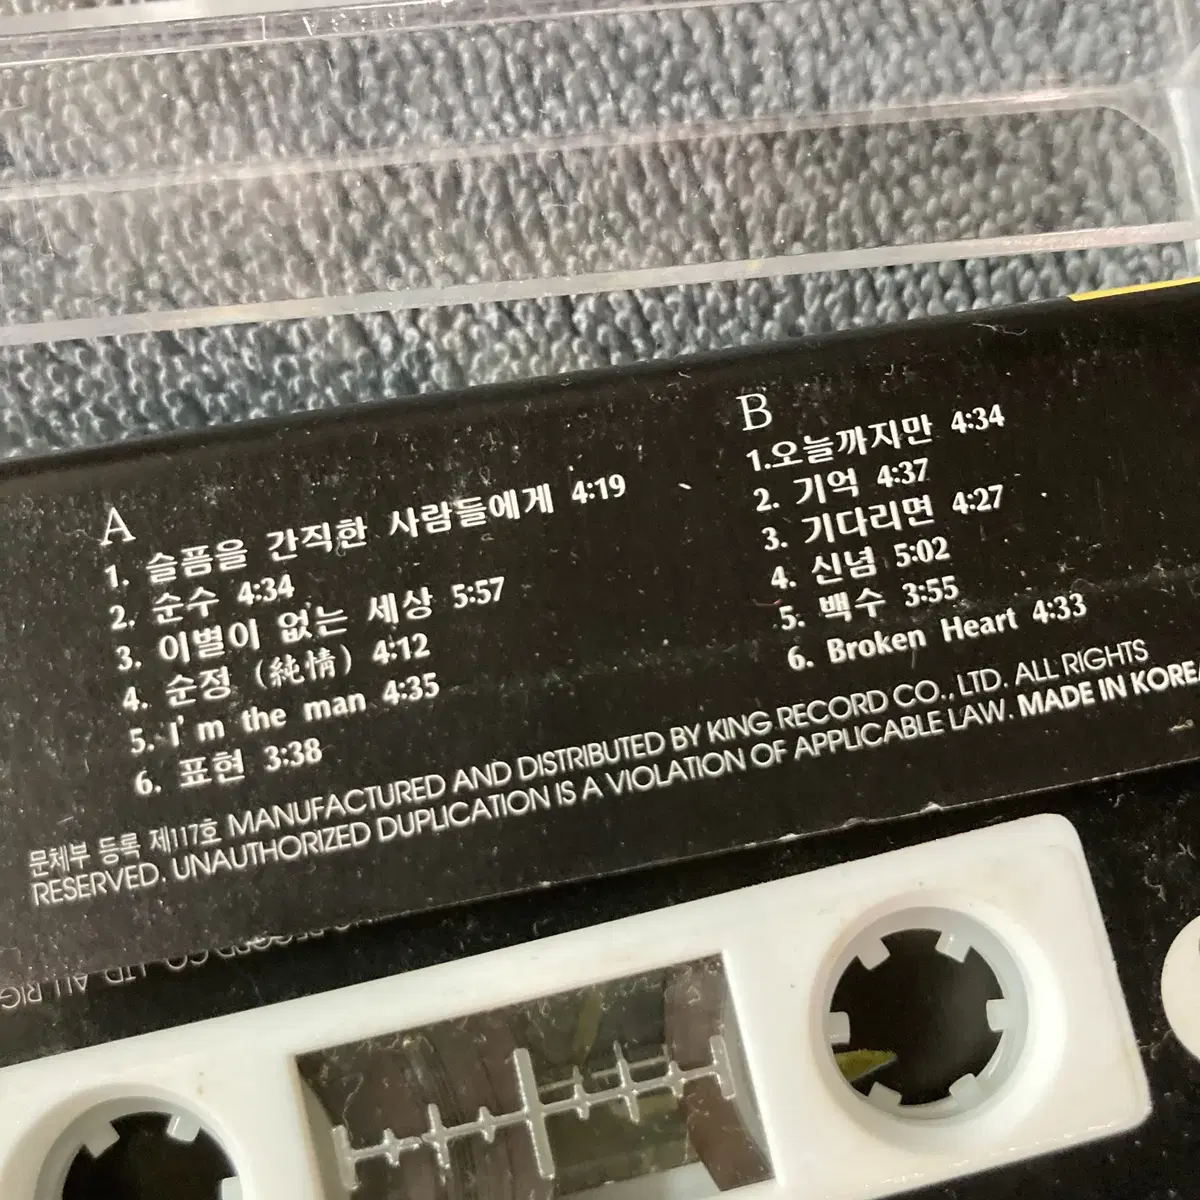 A
1. 슬픔을 간직한 사람들에게 4:19
2. 순수 4:34
3. 이별이 없는 세상 5:57
4. 순정 (純情) 4:12
5. I'm the man 4:35
6. 표현 3:38
B
1.오늘까지만 4:34
2. 기억 4:37
3. 기다리면 4:27
4. 신념 5:02
5. 백수 3:55
6. Broken Heart 4:33
문체부 등록 제117호 MANUFACTURED AND DISTRIBUTED BY KING RECORD CO., LTD. ALL RIGHTS
RESERVED. UNAUTHORIZED DUPLICATION IS A VIOLATION OF APPLICABLE LAW. MADE IN KOREA
RECORD CO., LTD. ALL RIG